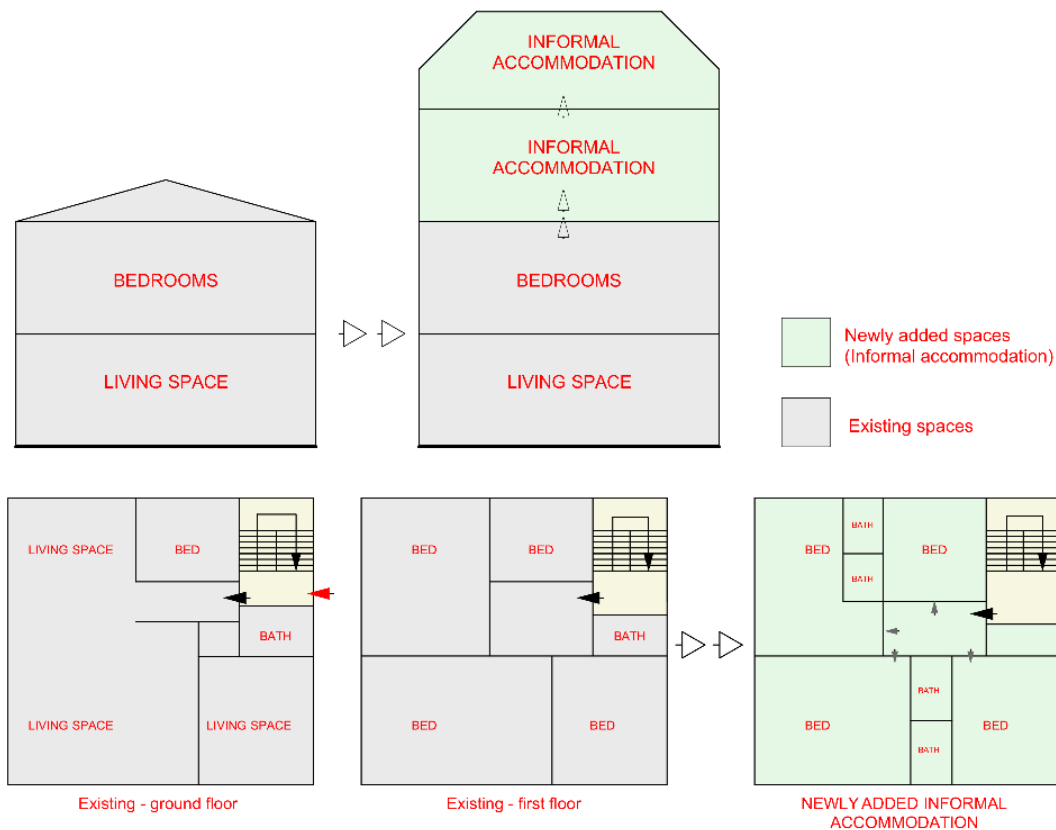 INFORMAL
ACCOMMODATION
INFORMAL
ACCOMMODATION
BEDROOMS
BEDROOMS
LIVING SPACE
LIVING SPACE
Newly added spaces
(Informal accommodation)
Existing spaces
LIVING SPACE
BED
BATH
LIVING SPACE
LIVING SPACE
Existing - ground floor
BED
BED
BATH
BED
BED
Existing - first floor
BED
BATH
BED
BATH
BED
BATH
BED
BATH
NEWLY ADDED INFORMAL
ACCOMMODATION